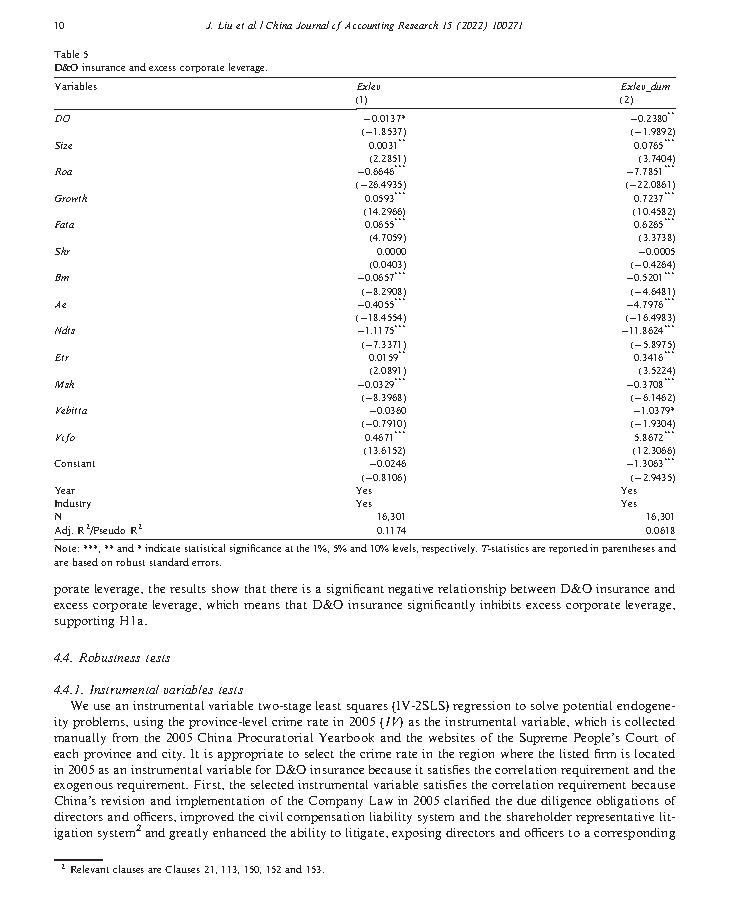 10 J. Liu et al. / China Journal of Accounting Research 15 (2022) 100271
Table 5
D&O insurance and excess corporate leverage.
Variables Exlev Exlev_dum
(1) (2)
DO −0.0137* −0.2380**
(−1.8537) (−1.9892)
Size 0.0031** 0.0765***
(2.2851) (3.7404)
Roa −0.6646*** −7.7851***
(−26.4935) (−22.0861)
Growth 0.0593*** 0.7237***
(14.2966) (10.4582)
Fata 0.0655*** 0.6265***
(4.7059) (3.3738)
Shr 0.0000 −0.0005
(0.0403) (−0.4264)
Bm −0.0657*** −0.5201***
(−8.2908) (−4.6481)
Ae −0.4055*** −4.7976***
(−18.4554) (−16.4983)
Ndts −1.1175*** −11.8624***
(−7.3371) (−5.8975)
Etr 0.0159** 0.3416***
(2.0891) (3.5224)
Msh −0.0329*** −0.3708***
(−8.3968) (−6.1462)
Vebitta −0.0360 −1.0379*
(−0.7910) (−1.9304)
Vcfo 0.4671*** 5.8672***
(13.6152) (12.3066)
Constant −0.0246 −1.3063***
(−0.8106) (−2.9435)
Year Yes Yes
Industry Yes Yes
N 16,301 16,301
Adj. R²/Pseudo R² 0.1174 0.0618
Note: ***, ** and * indicate statistical significance at the 1%, 5% and 10% levels, respectively. T-statistics are reported in parentheses and
are based on robust standard errors.
porate leverage, the results show that there is a significant negative relationship between D&O insurance and
excess corporate leverage, which means that D&O insurance significantly inhibits excess corporate leverage,
supporting H1a.
4.4. Robustness tests
4.4.1. Instrumental variables tests
We use an instrumental variable two-stage least squares (IV-2SLS) regression to solve potential endogene-
ity problems, using the province-level crime rate in 2005 (IV) as the instrumental variable, which is collected
manually from the 2005 China Procuratorial Yearbook and the websites of the Supreme People's Court of
each province and city. It is appropriate to select the crime rate in the region where the listed firm is located
in 2005 as an instrumental variable for D&O insurance because it satisfies the correlation requirement and the
exogenous requirement. First, the selected instrumental variable satisfies the correlation requirement because
China's revision and implementation of the Company Law in 2005 clarified the due diligence obligations of
directors and officers, improved the civil compensation liability system and the shareholder representative lit-
igation system² and greatly enhanced the ability to litigate, exposing directors and officers to a corresponding
² Relevant clauses are Clauses 21, 113, 150, 152 and 153.